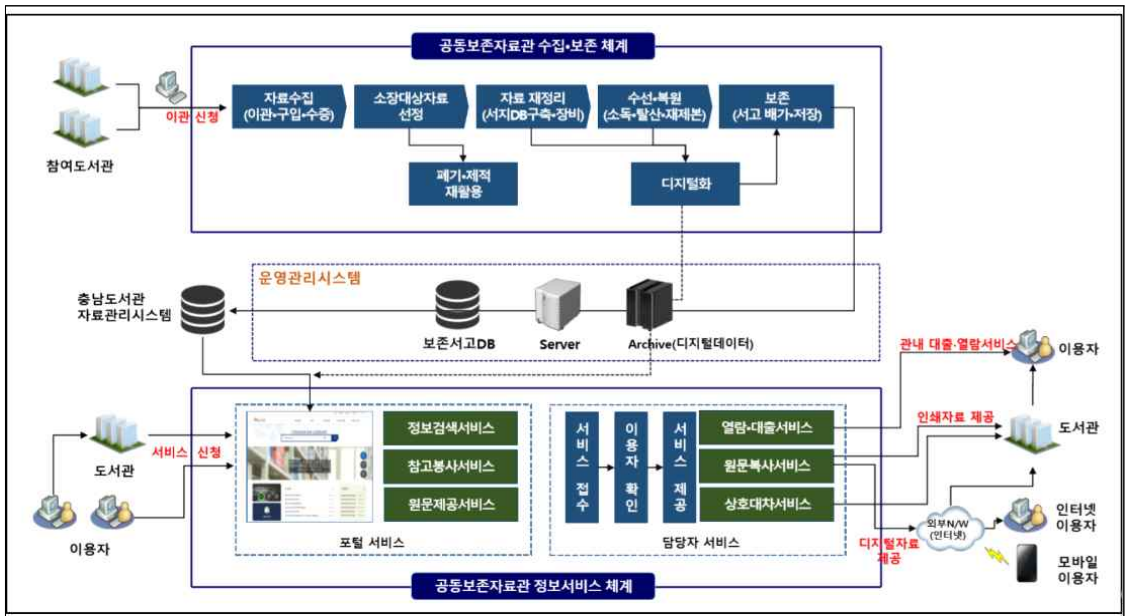 공동보존자료관 수집•보존 체계
이관 신청
참여도서관
자료수집
(이관•구입•수증)
소장대상자료
선정
자료 재정리
(서지DB구축•장비)
수선•복원
(소독•탈산•재제본)
보존
(서고 배가•저장)
폐기•제적
재활용
디지털화
운영관리시스템
충남도서관
자료관리시스템
보존서고DB
Server
Archive(디지털데이터)
관내 대출·열람서비스
이용자
도서관
서비스 신청
이용자
정보검색서비스
참고봉사서비스
원문제공서비스
포털 서비스
서비스 접수
이용자 확인
서비스 제공
열람•대출서비스
원문복사서비스
상호대차서비스
담당자 서비스
인쇄자료 제공
도서관
디지털자료
제공
외부N/W
(인터넷)
인터넷
이용자
모바일
이용자
공동보존자료관 정보서비스 체계